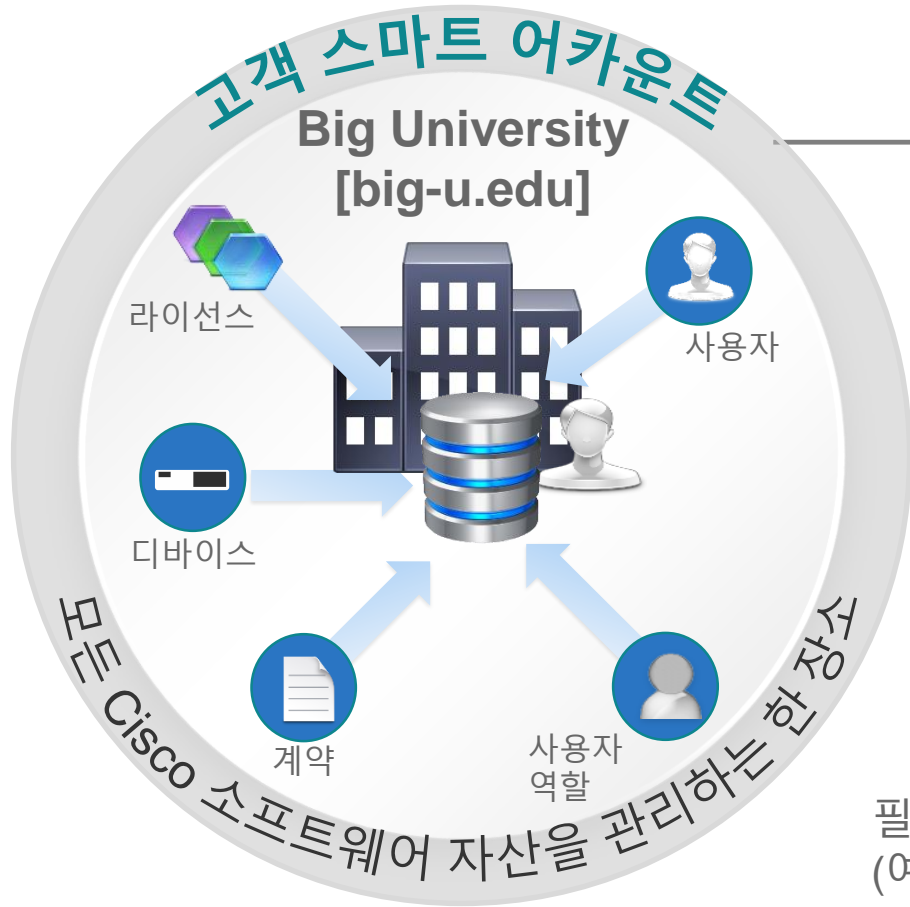 고객 스마트 어카운트
Big University
[big-u.edu]
라이선스
사용자
디바이스
계약
사용자
역할
모든 Cisco 소프트웨어 자산을 관리하는 한 장소
필
(여